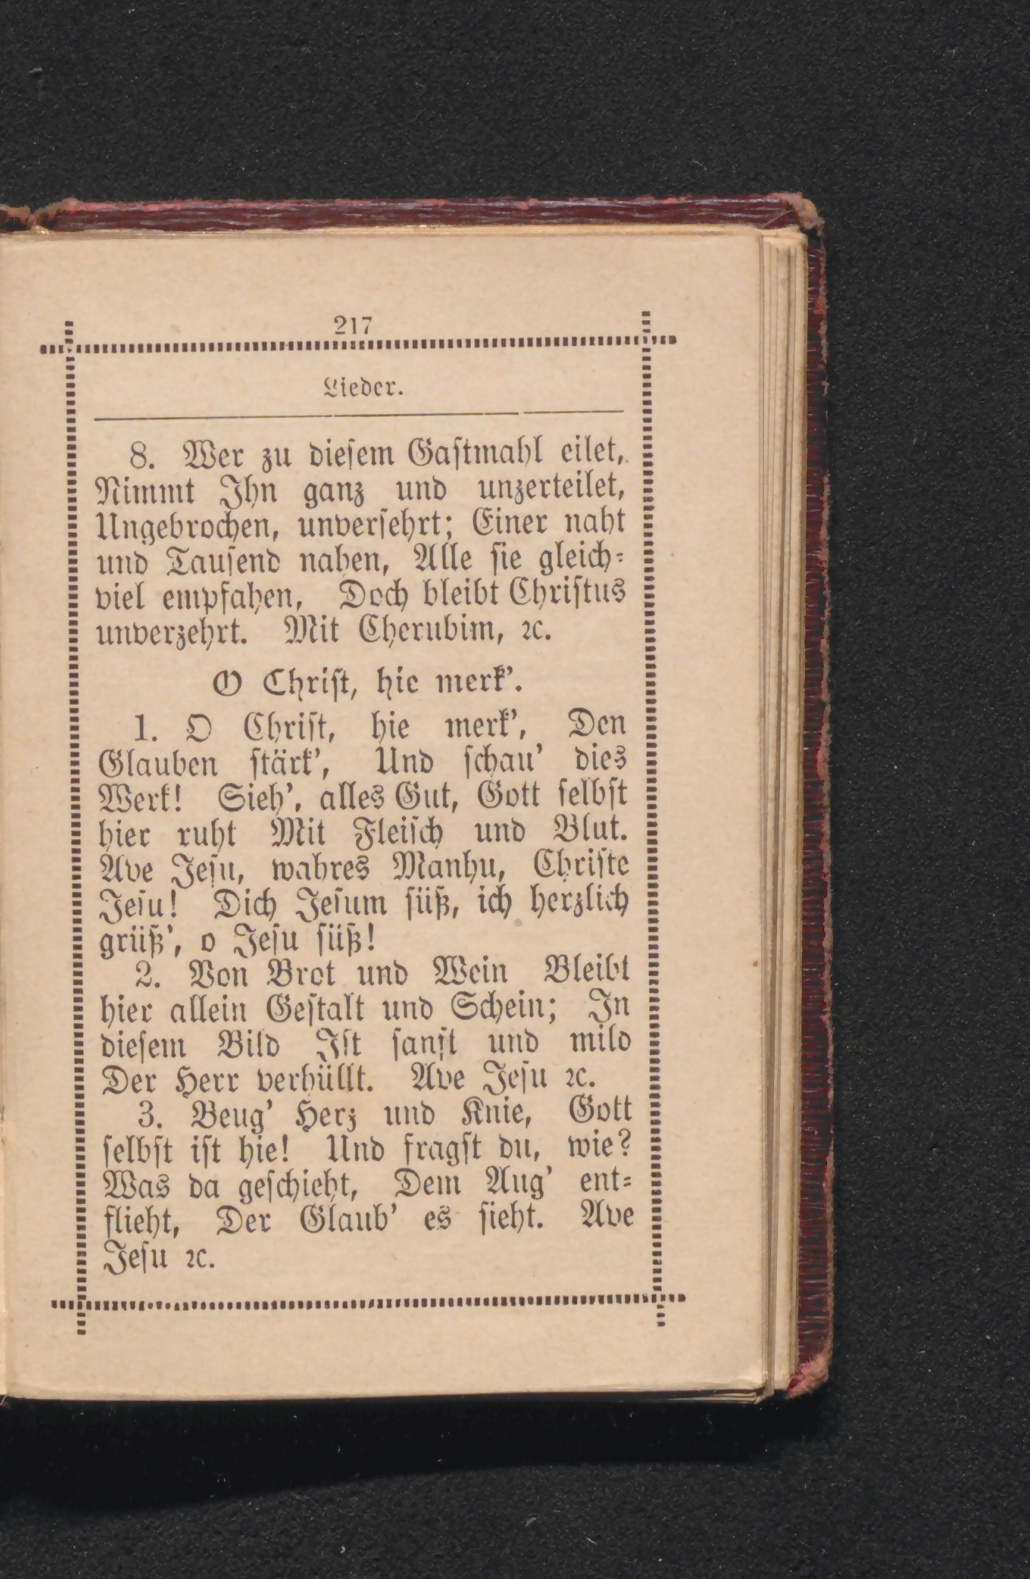 217
Lieder.
8. Wer zu diesem Gastmahl eilet,
Nimmt Ihn ganz und unzerteilet,
Ungebrochen, unversehrt; Einer naht
und Tausend nahen, Alle sie gleich-
viel empfahen, Doch bleibt Christus
unverzehrt. Mit Cherubim, ꝛc.
O Christ, hie merk’.
1. O Christ, hie merk’, Den
Glauben stärk’, Und schau’ dies
Werk! Sieh’, alles Gut, Gott selbst
hier ruht Mit Fleisch und Blut.
Ave Jesu, wahres Manhu, Christe
Jesu! Dich Jesum süß, ich herzlich
grüß’, o Jesu süß!
2. Von Brot und Wein Bleibt
hier allein Gestalt und Schein; In
diesem Bild Ist sanft und mild
Der Herr verhüllt. Ave Jesu ꝛc.
3. Beug’ Herz und Knie, Gott
selbst ist hie! Und fragst du, wie?
Was da geschieht, Dem Aug’ ent-
flieht, Der Glaub’ es sieht. Ave
Jesu ꝛc.